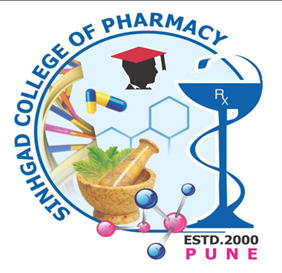 SINHGAD COLLEGE OF PHARMACY
Rx
ESTD.2000
PUNE